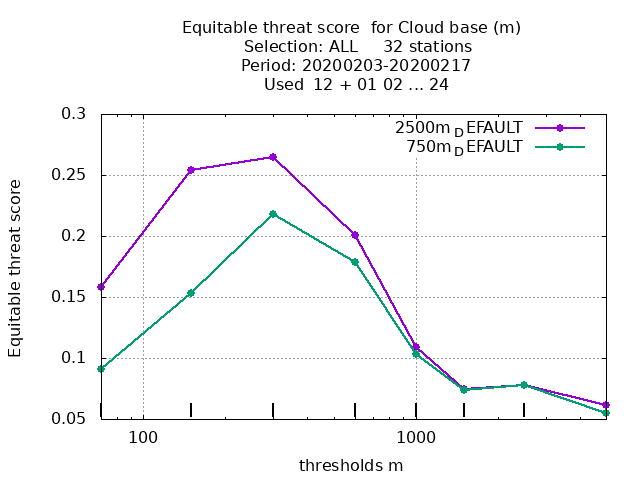 Equitable threat score  for Cloud base (m)
Selection: ALL     32 stations
Period: 20200203-20200217
Used  12 + 01 02 ... 24
0.3
2500m_DEFAULT
750m_DEFAULT
0.25
0.2
0.15
0.1
0.05
Equitable threat score
100 1000
thresholds m